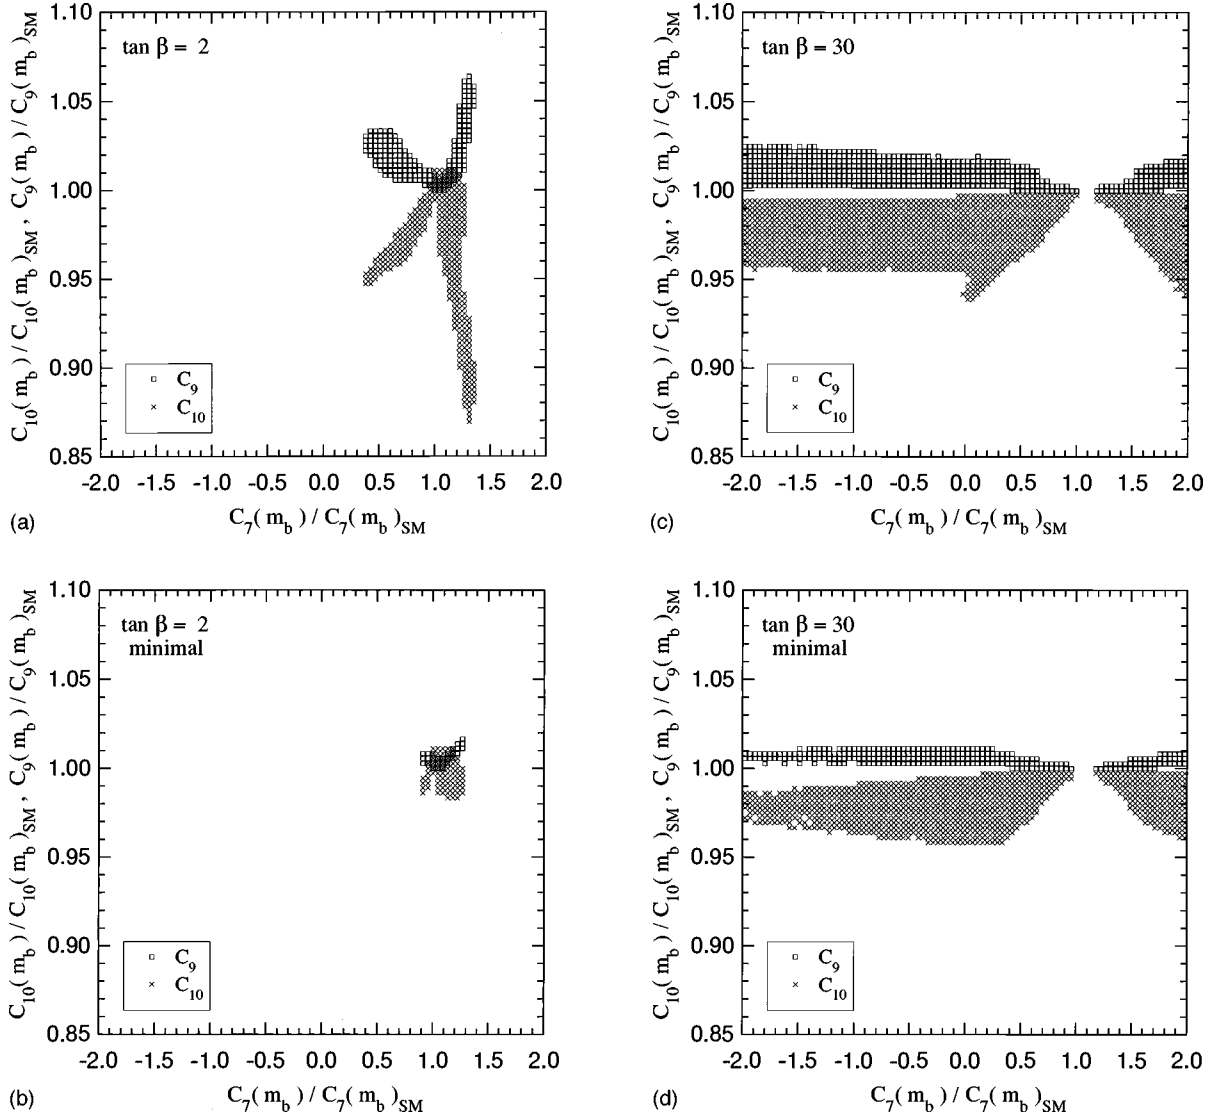 tan β = 2
1.10
1.05
1.00
0.95
0.90
0.85
C10(mb)/C10(mb)SM, C9(mb)/C9(mb)SM
C9
C10
-2.0 -1.5 -1.0 -0.5 0.0 0.5 1.0 1.5 2.0
(a) C7(mb)/C7(mb)SM
tan β = 30
1.10
1.05
1.00
0.95
0.90
0.85
C10(mb)/C10(mb)SM, C9(mb)/C9(mb)SM
C9
C10
-2.0 -1.5 -1.0 -0.5 0.0 0.5 1.0 1.5 2.0
(c) C7(mb)/C7(mb)SM
tan β = 2
minimal
1.10
1.05
1.00
0.95
0.90
0.85
C10(mb)/C10(mb)SM, C9(mb)/C9(mb)SM
C9
C10
-2.0 -1.5 -1.0 -0.5 0.0 0.5 1.0 1.5 2.0
(b) C7(mb)/C7(mb)SM
tan β = 30
minimal
1.10
1.05
1.00
0.95
0.90
0.85
C10(mb)/C10(mb)SM, C9(mb)/C9(mb)SM
C9
C10
-2.0 -1.5 -1.0 -0.5 0.0 0.5 1.0 1.5 2.0
(d) C7(mb)/C7(mb)SM